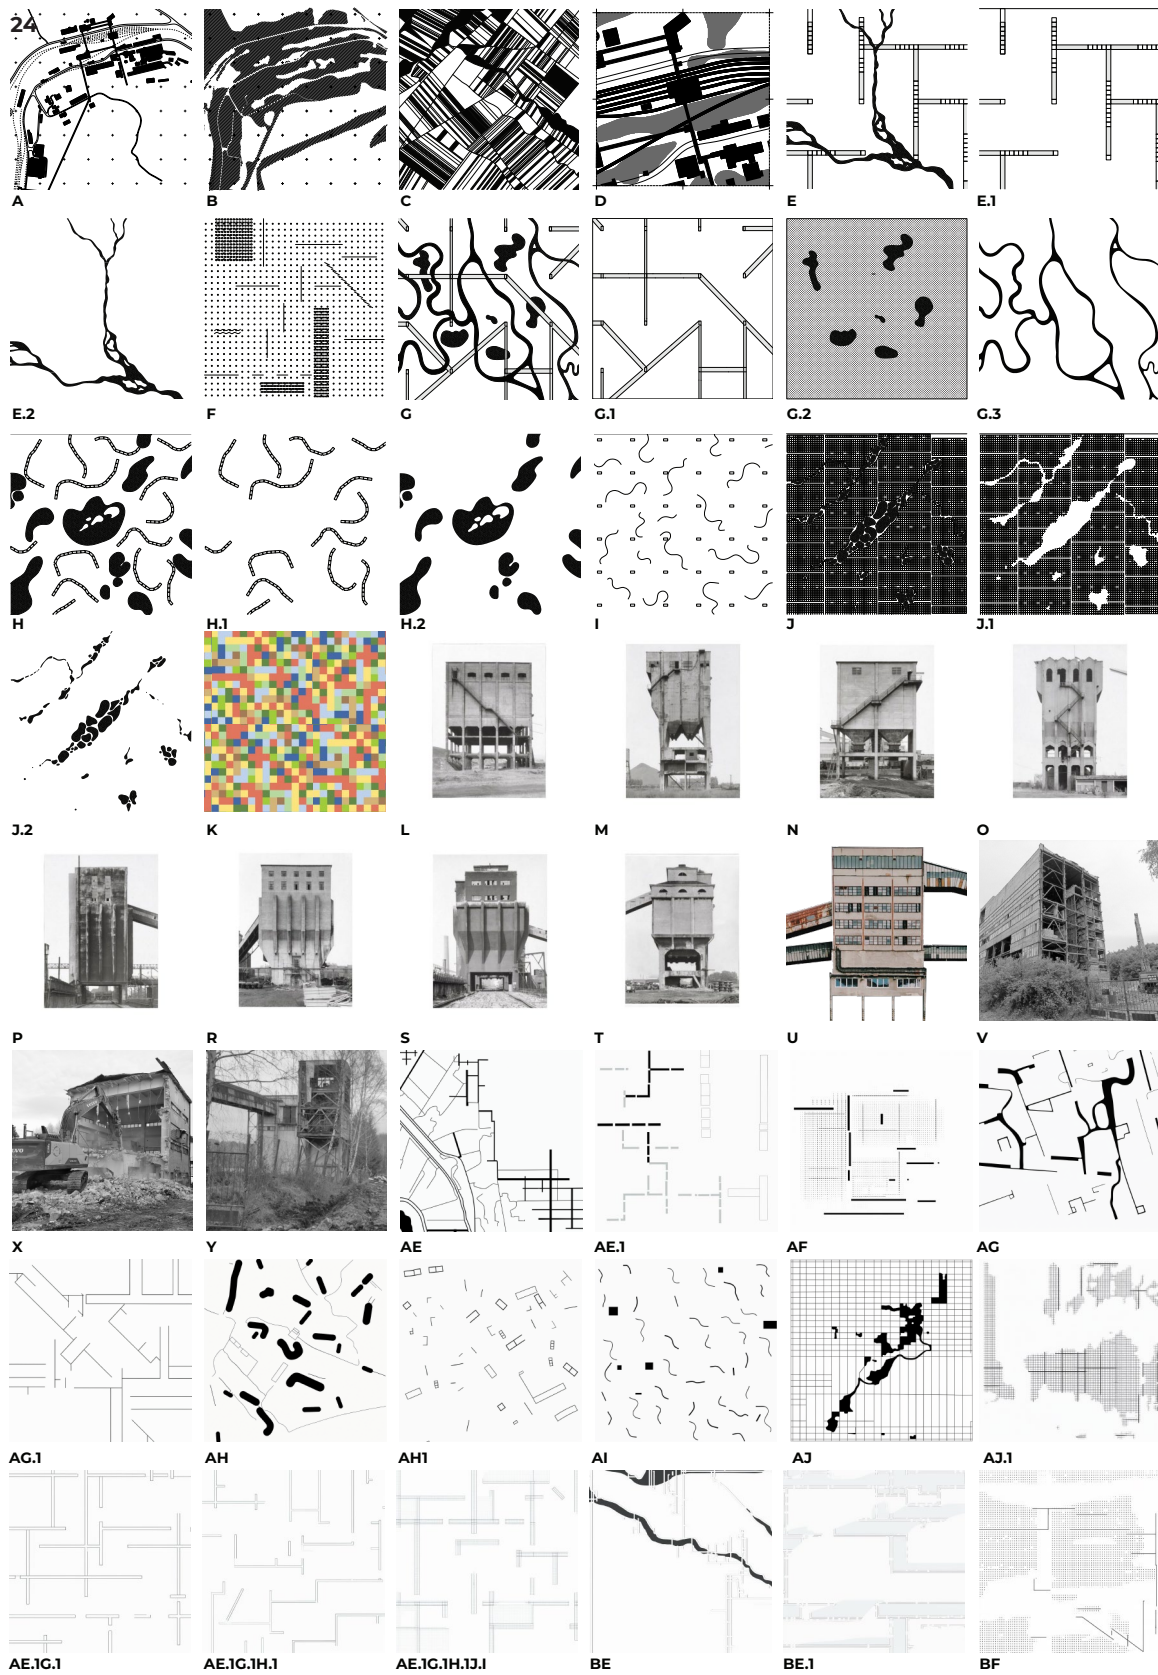 24
A B C D E E.1
E.2 F G G.1 G.2 G.3
H H.1 H.2 I J J.1
J.2 K L M N O
P R S T U V
X Y AE AE.1 AF AG
AG.1 AH AH1 AI AJ AJ.1
AE.1G.1 AE.1G.1H.1 AE.1G.1H.1J.I BE BE.1 BF